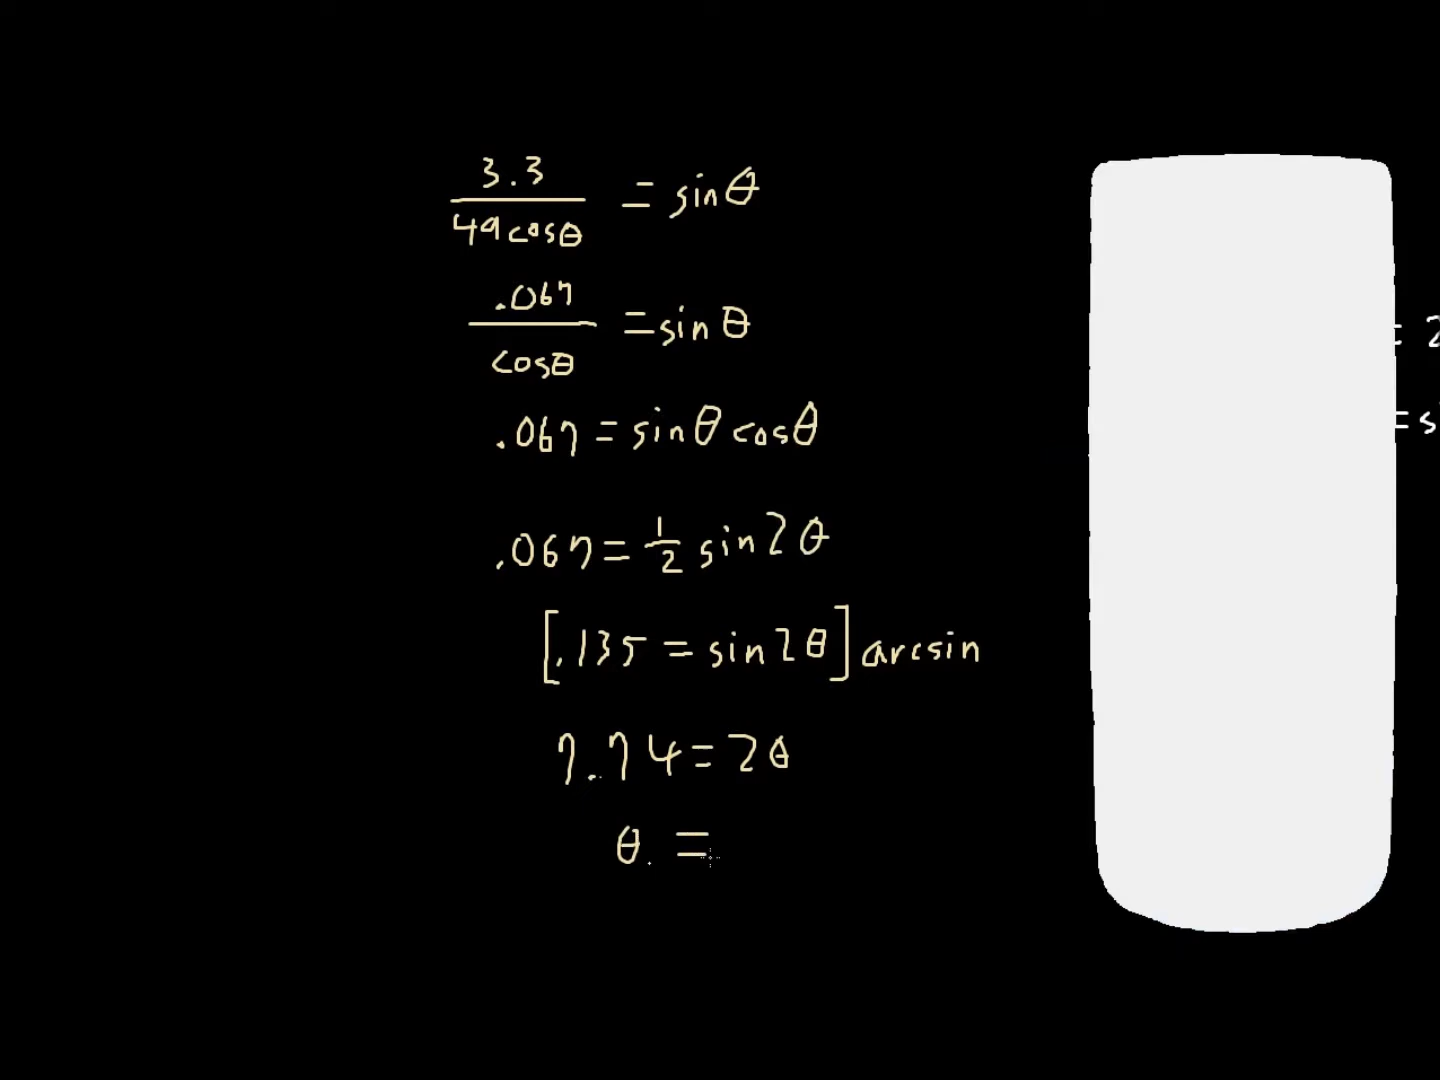 3.3 / 49cosθ = sinθ
.067 / cosθ = sinθ
.067 = sinθ cosθ
.067 = 1/2 sin2θ
[.135 = sin2θ] arcsin
7.74 = 2θ
θ. =
= 2
= s